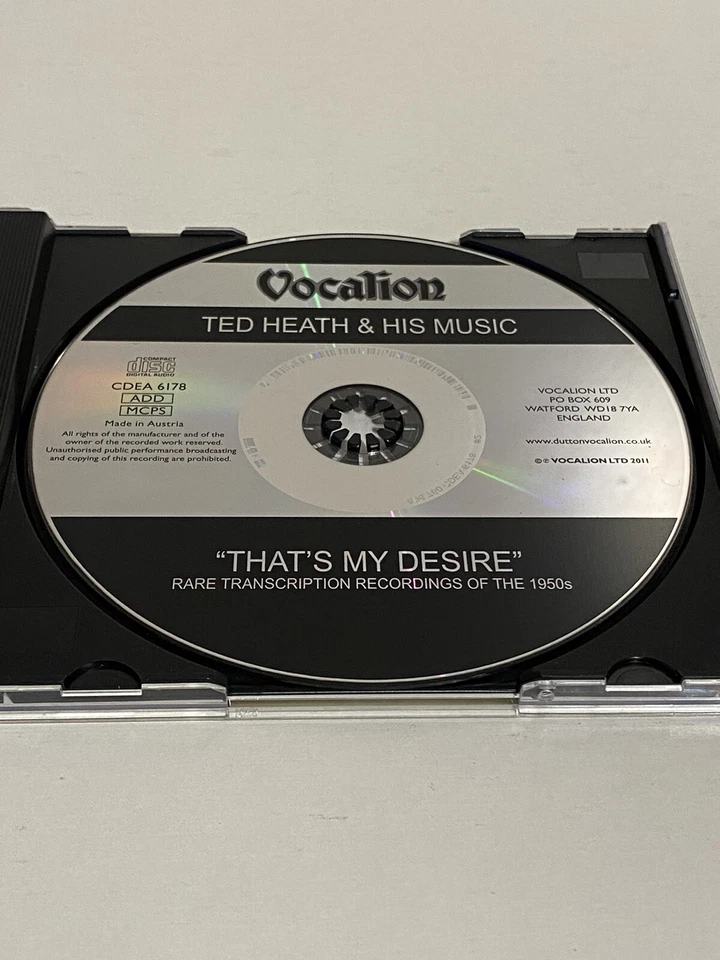 Vocalion
TED HEATH & HIS MUSIC
COMPACT
disc
DIGITAL AUDIO
CDEA 6178
ADD
MCPS
Made in Austria
All rights of the manufacturer and of the
owner of the recorded work reserved.
Unauthorised public performance broadcasting
and copying of this recording are prohibited.
VOCALION LTD
PO BOX 609
WATFORD WD18 7YA
ENGLAND
www.duttonvocalion.co.uk
©℗ VOCALION LTD 2011
“THAT’S MY DESIRE”
RARE TRANSCRIPTION RECORDINGS OF THE 1950s